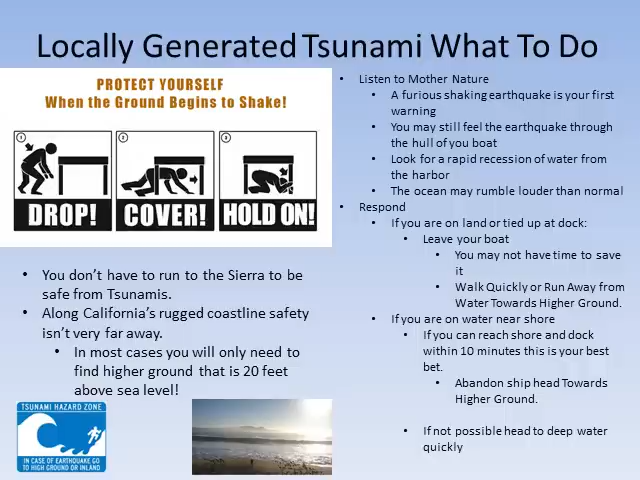 Locally Generated Tsunami What To Do
PROTECT YOURSELF
When the Ground Begins to Shake!
1
2
3
DROP!
COVER!
HOLD ON!
• You don't have to run to the Sierra to be
safe from Tsunamis.
• Along California's rugged coastline safety
isn't very far away.
• In most cases you will only need to
find higher ground that is 20 feet
above sea level!
TSUNAMI HAZARD ZONE
IN CASE OF EARTHQUAKE GO
TO HIGH GROUND OR INLAND
• Listen to Mother Nature
• A furious shaking earthquake is your first
warning
• You may still feel the earthquake through
the hull of you boat
• Look for a rapid recession of water from
the harbor
• The ocean may rumble louder than normal
• Respond
• If you are on land or tied up at dock:
• Leave your boat
• You may not have time to save
it
• Walk Quickly or Run Away from
Water Towards Higher Ground.
• If you are on water near shore
• If you can reach shore and dock
within 10 minutes this is your best
bet.
• Abandon ship head Towards
Higher Ground.
• If not possible head to deep water
quickly